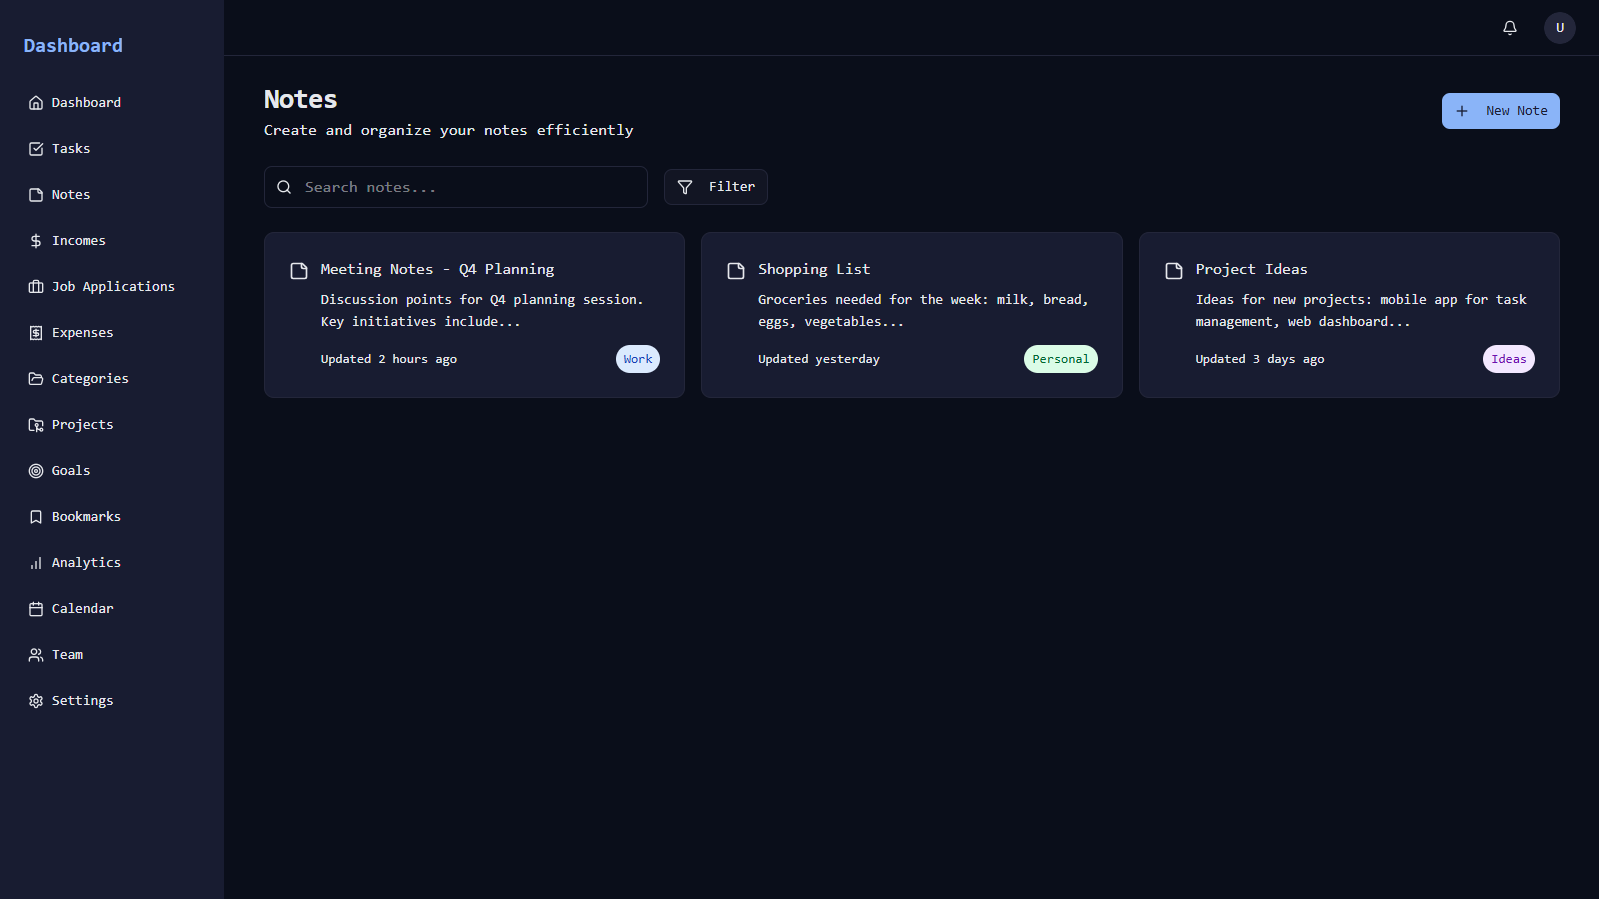 Dashboard
U
Dashboard
Tasks
Notes
Incomes
Job Applications
Expenses
Categories
Projects
Goals
Bookmarks
Analytics
Calendar
Team
Settings
Notes
Create and organize your notes efficiently
New Note
Search notes...
Filter
Meeting Notes - Q4 Planning
Discussion points for Q4 planning session.
Key initiatives include...
Updated 2 hours ago
Work
Shopping List
Groceries needed for the week: milk, bread,
eggs, vegetables...
Updated yesterday
Personal
Project Ideas
Ideas for new projects: mobile app for task
management, web dashboard...
Updated 3 days ago
Ideas